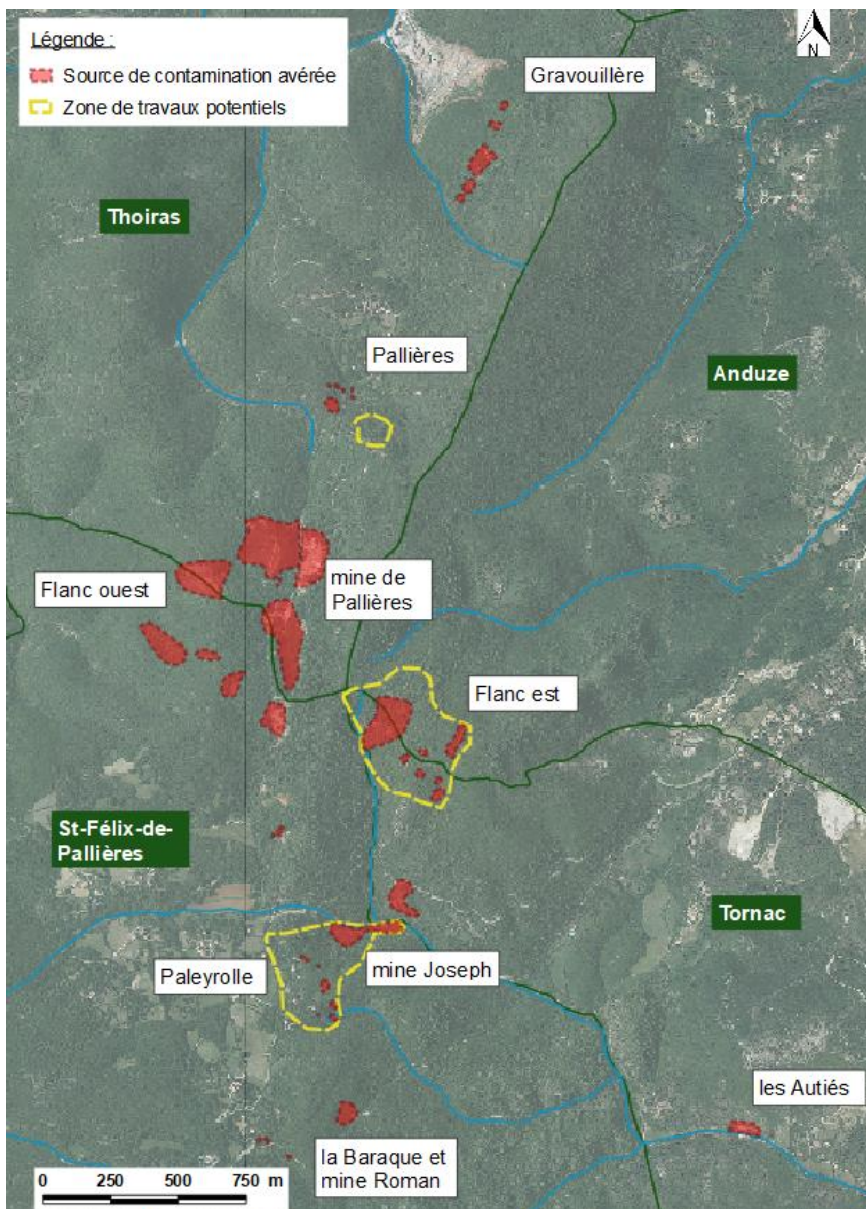 Légende :
Source de contamination avérée
Zone de travaux potentiels
N
Gravouillère
Thoiras
Pallières
Anduze
Flanc ouest
mine de
Pallières
Flanc est
St-Félix-de-
Pallières
Tornac
Paleyrolle
mine Joseph
les Autiés
la Baraque et
mine Roman
0 250 500 750 m